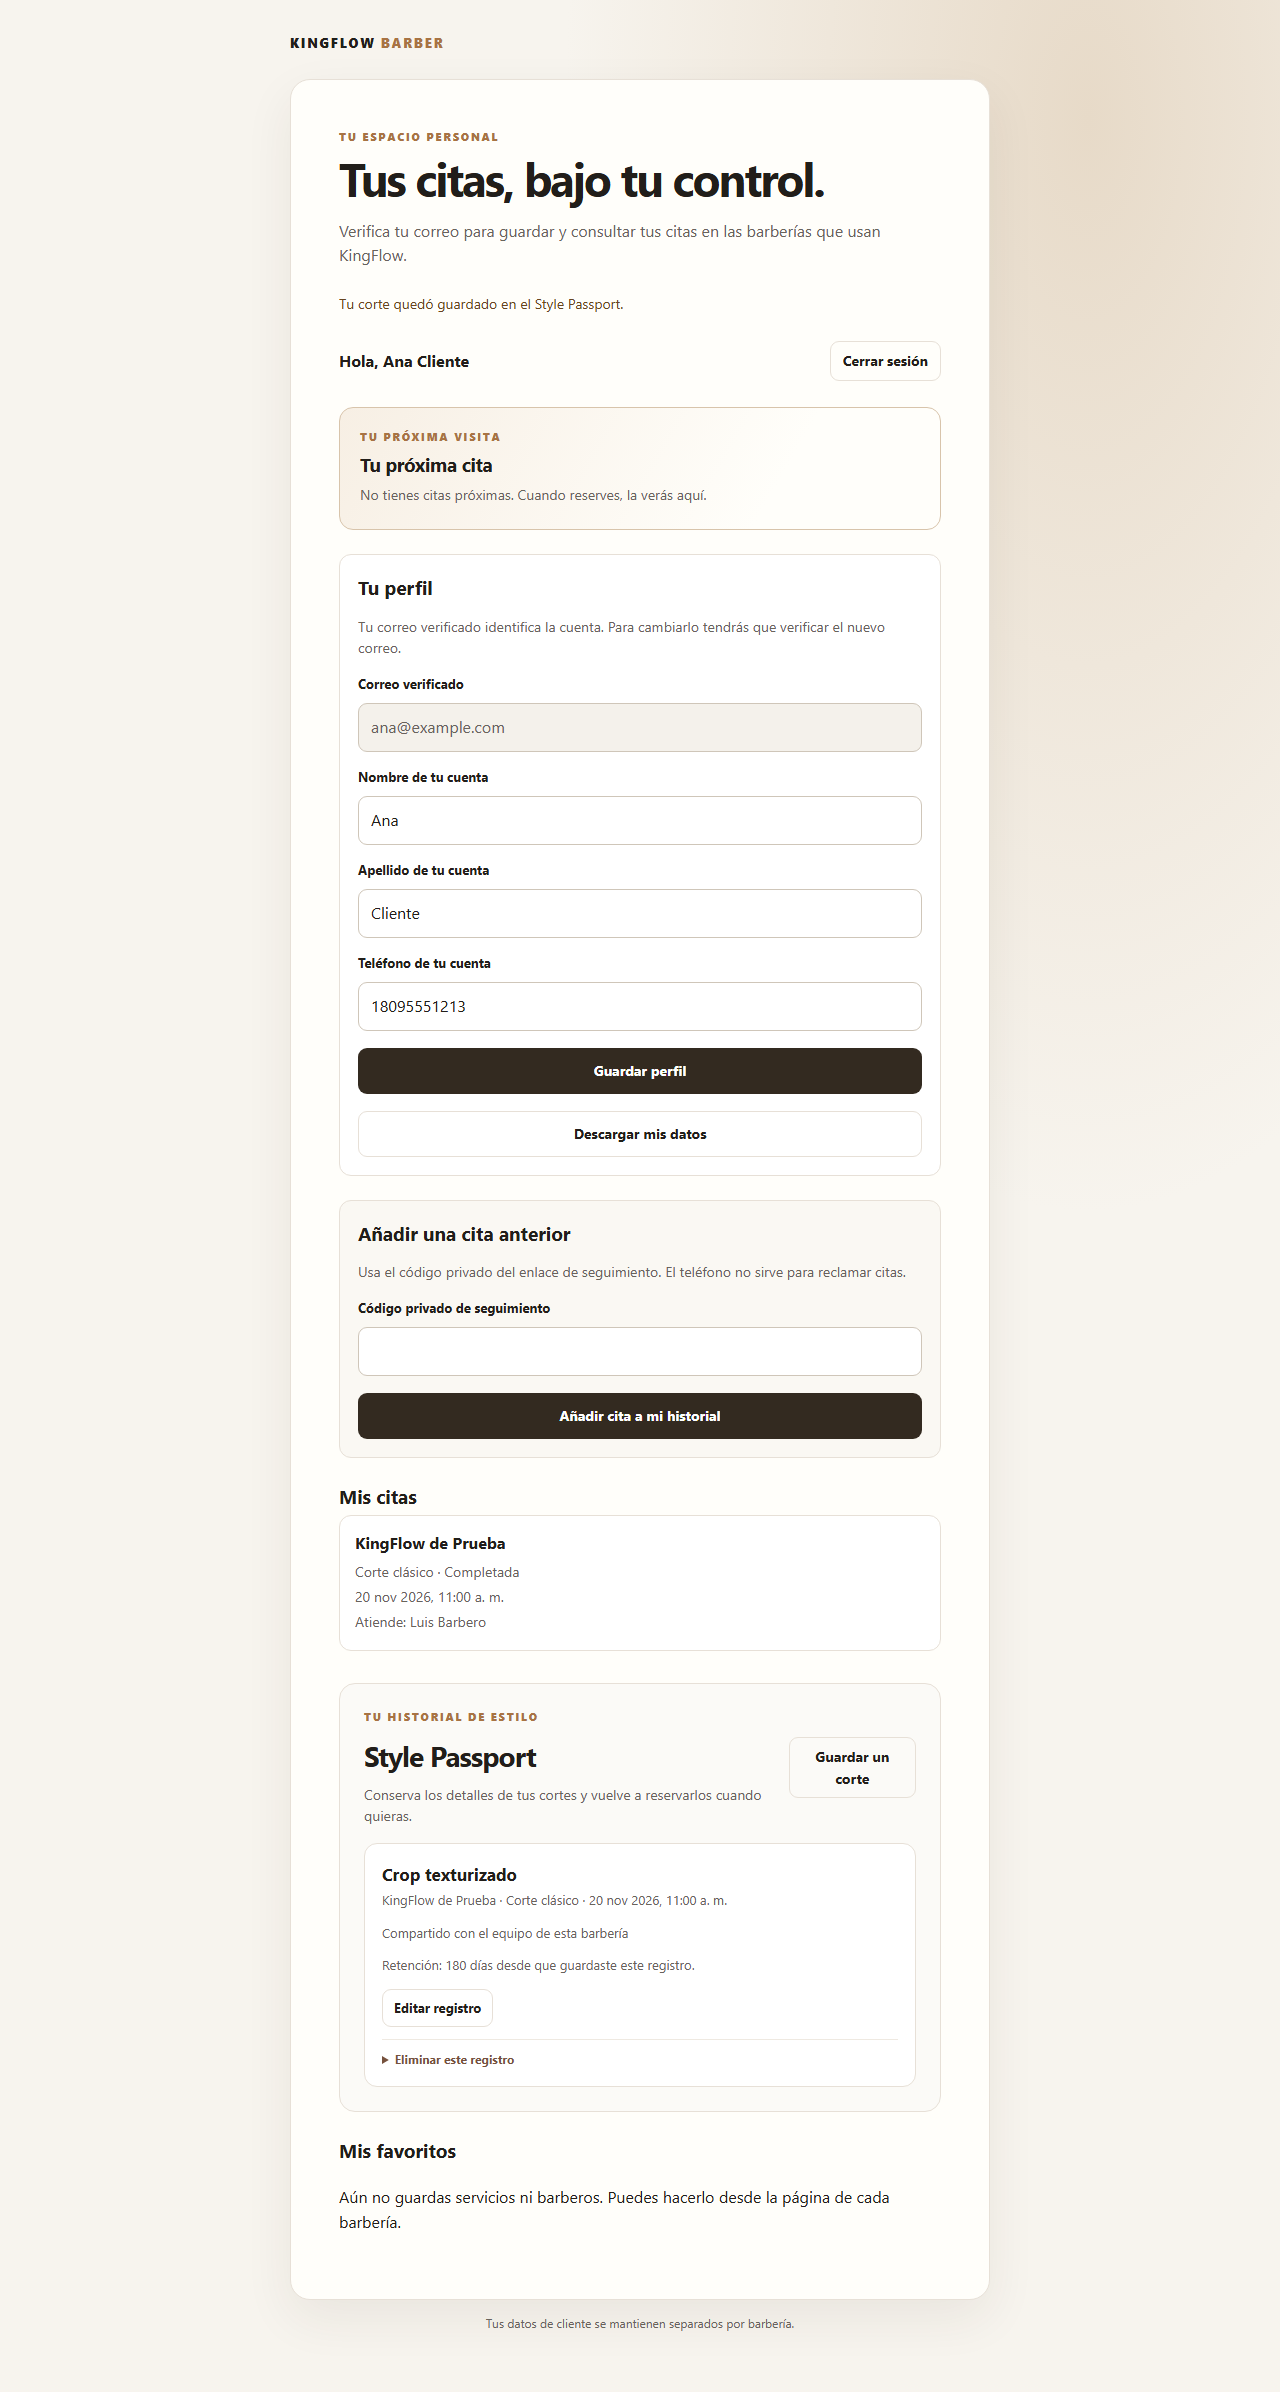 KINGFLOW BARBER
TU ESPACIO PERSONAL
Tus citas, bajo tu control.
Verifica tu correo para guardar y consultar tus citas en las barberías que usan
KingFlow.
Tu corte quedó guardado en el Style Passport.
Hola, Ana Cliente
Cerrar sesión
TU PRÓXIMA VISITA
Tu próxima cita
No tienes citas próximas. Cuando reserves, la verás aquí.
Tu perfil
Tu correo verificado identifica la cuenta. Para cambiarlo tendrás que verificar el nuevo
correo.
Correo verificado
ana@example.com
Nombre de tu cuenta
Ana
Apellido de tu cuenta
Cliente
Teléfono de tu cuenta
18095551213
Guardar perfil
Descargar mis datos
Añadir una cita anterior
Usa el código privado del enlace de seguimiento. El teléfono no sirve para reclamar citas.
Código privado de seguimiento
Añadir cita a mi historial
Mis citas
KingFlow de Prueba
Corte clásico · Completada
20 nov 2026, 11:00 a. m.
Atiende: Luis Barbero
TU HISTORIAL DE ESTILO
Style Passport
Guardar un
corte
Conserva los detalles de tus cortes y vuelve a reservarlos cuando
quieras.
Crop texturizado
KingFlow de Prueba · Corte clásico · 20 nov 2026, 11:00 a. m.
Compartido con el equipo de esta barbería
Retención: 180 días desde que guardaste este registro.
Editar registro
Eliminar este registro
Mis favoritos
Aún no guardas servicios ni barberos. Puedes hacerlo desde la página de cada
barbería.
Tus datos de cliente se mantienen separados por barbería.